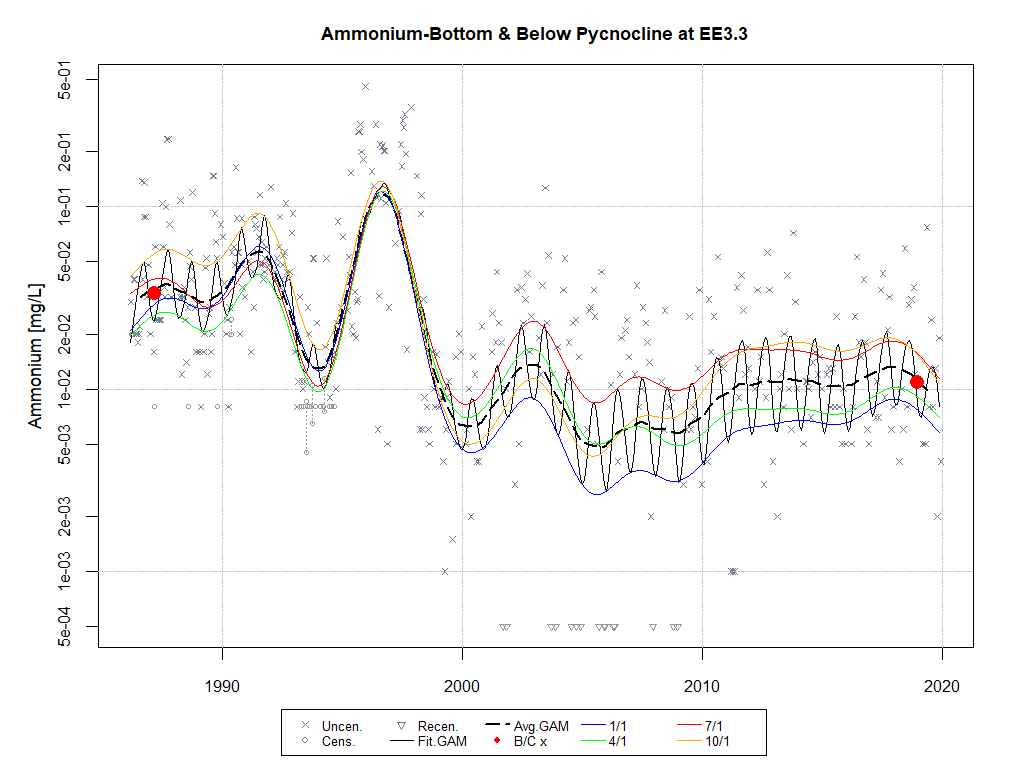 Ammonium-Bottom & Below Pycnocline at EE3.3
Ammonium [mg/L]
5e-01
2e-01
1e-01
5e-02
2e-02
1e-02
5e-03
2e-03
1e-03
5e-04
1990 2000 2010 2020
Uncen. Recen. Avg.GAM 1/1 7/1
Cens. Fit.GAM B/C x 4/1 10/1